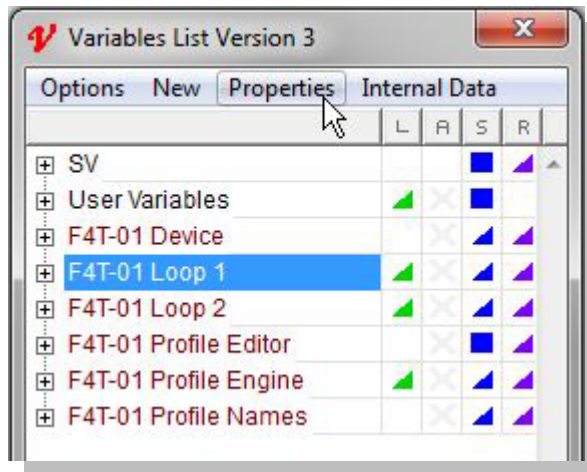 Variables List Version 3
Options New Properties Internal Data
L A S R
SV
User Variables
F4T-01 Device
F4T-01 Loop 1
F4T-01 Loop 2
F4T-01 Profile Editor
F4T-01 Profile Engine
F4T-01 Profile Names